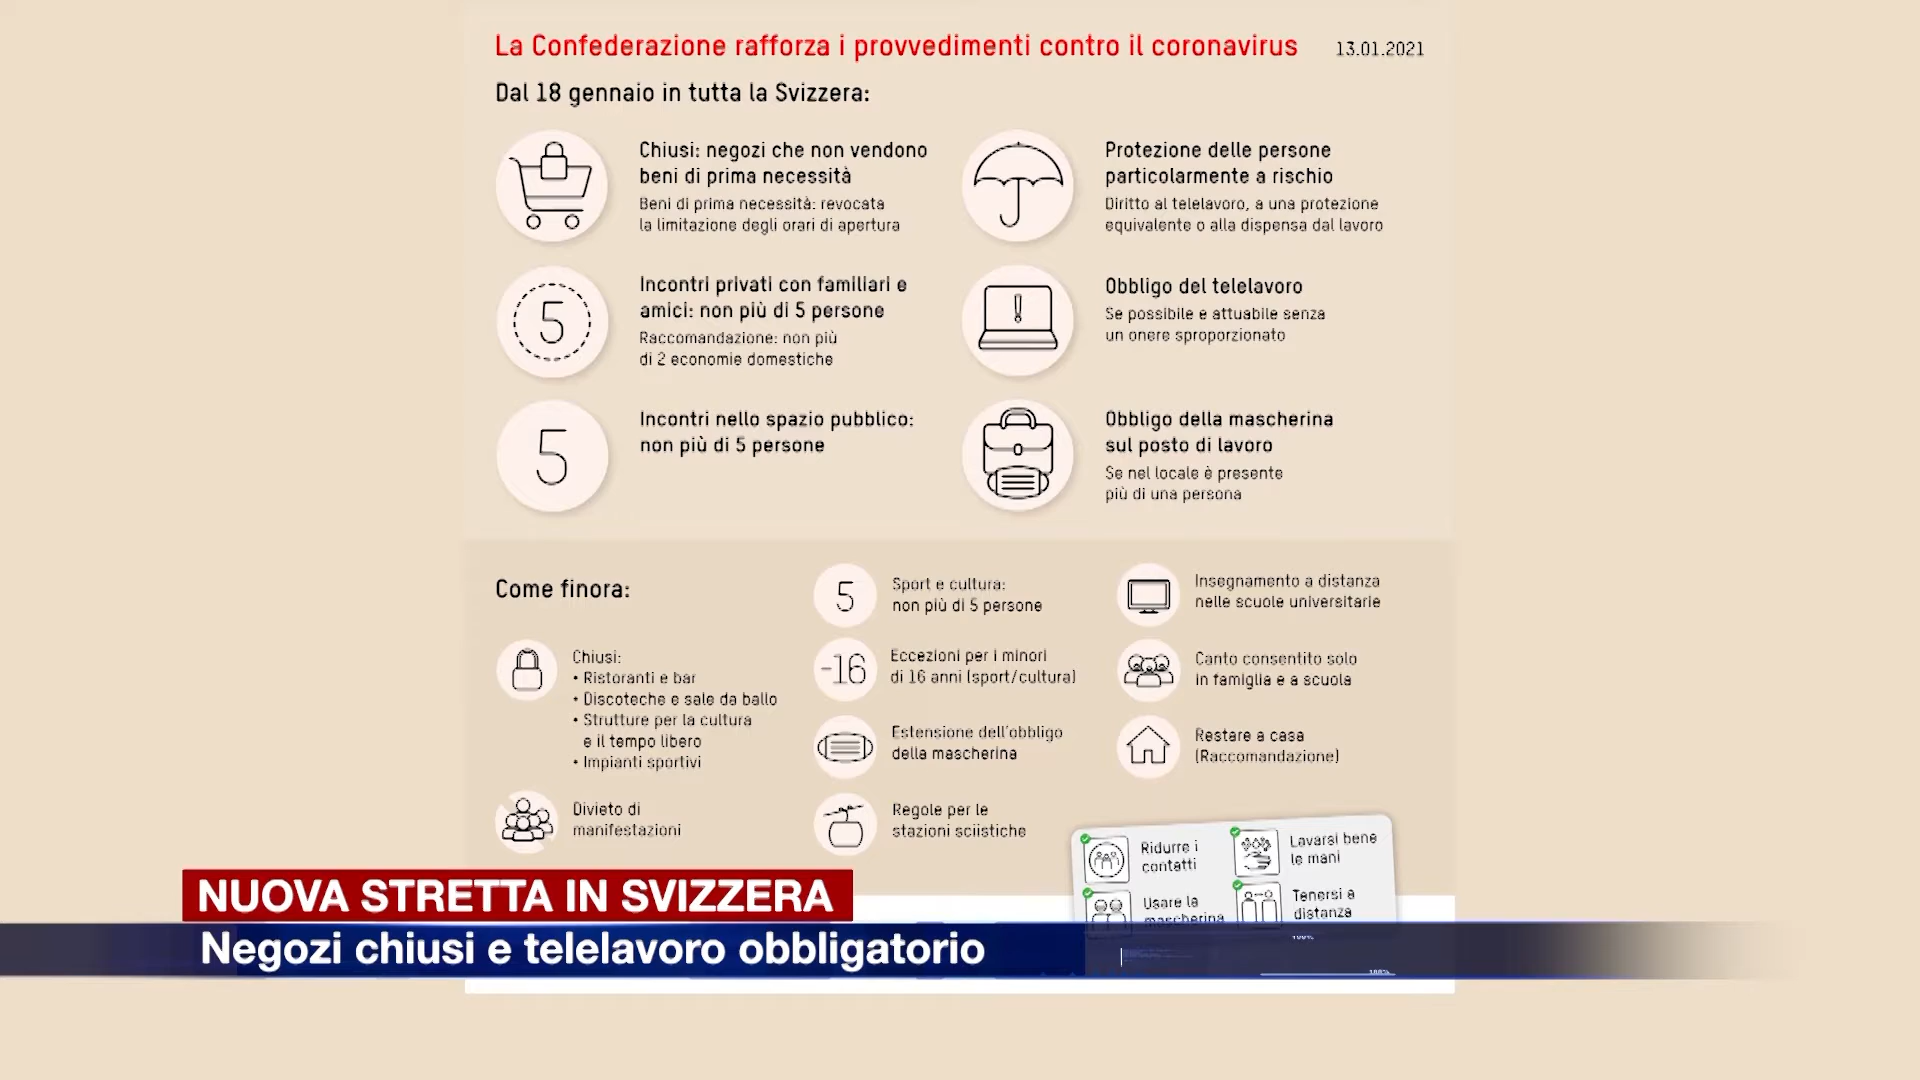 La Confederazione rafforza i provvedimenti contro il coronavirus
13.01.2021
Dal 18 gennaio in tutta la Svizzera:
Chiusi: negozi che non vendono
beni di prima necessità
Beni di prima necessità: revocata
la limitazione degli orari di apertura
Protezione delle persone
particolarmente a rischio
Diritto al telelavoro, a una protezione
equivalente o alla dispensa dal lavoro
5
Incontri privati con familiari e
amici: non più di 5 persone
Raccomandazione: non più
di 2 economie domestiche
!
Obbligo del telelavoro
Se possibile e attuabile senza
un onere sproporzionato
5
Incontri nello spazio pubblico:
non più di 5 persone
Obbligo della mascherina
sul posto di lavoro
Se nel locale è presente
più di una persona
Come finora:
Chiusi:
• Ristoranti e bar
• Discoteche e sale da ballo
• Strutture per la cultura
e il tempo libero
• Impianti sportivi
Divieto di
manifestazioni
5
Sport e cultura:
non più di 5 persone
-16
Eccezioni per i minori
di 16 anni (sport/cultura)
Estensione dell'obbligo
della mascherina
Regole per le
stazioni sciistiche
Insegnamento a distanza
nelle scuole universitarie
Canto consentito solo
in famiglia e a scuola
Restare a casa
(Raccomandazione)
Ridurre i
contatti
Lavarsi bene
le mani
Usare la
mascherina
Tenersi a
distanza
NUOVA STRETTA IN SVIZZERA
Negozi chiusi e telelavoro obbligatorio